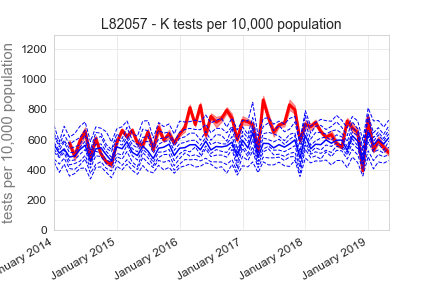 L82057 - K tests per 10,000 population
tests per 10,000 population
1200
1000
800
600
400
200
0
nuary 2014
January 2015
January 2016
January 2017
January 2018
January 2019